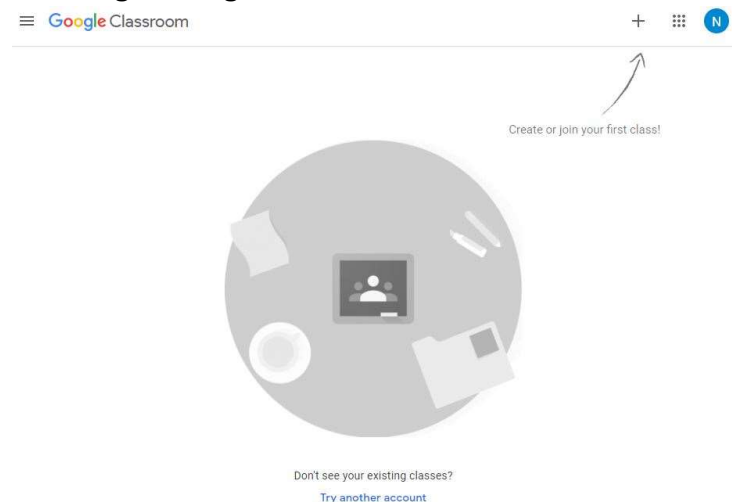 Google Classroom
N
Create or join your first class!
Don't see your existing classes?
Try another account